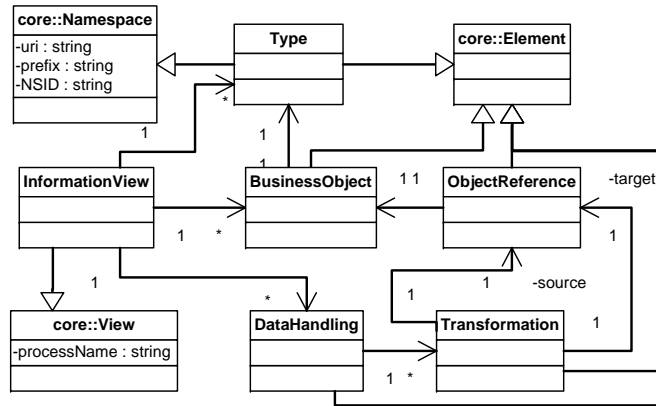 core::Namespace
-uri : string
-prefix : string
-NSID : string
Type
core::Element
1
*
1
1
InformationView
BusinessObject
1 1
ObjectReference
-target
1
*
1
1
*
1
1
-source
1
core::View
-processName : string
DataHandling
1 *
Transformation
1